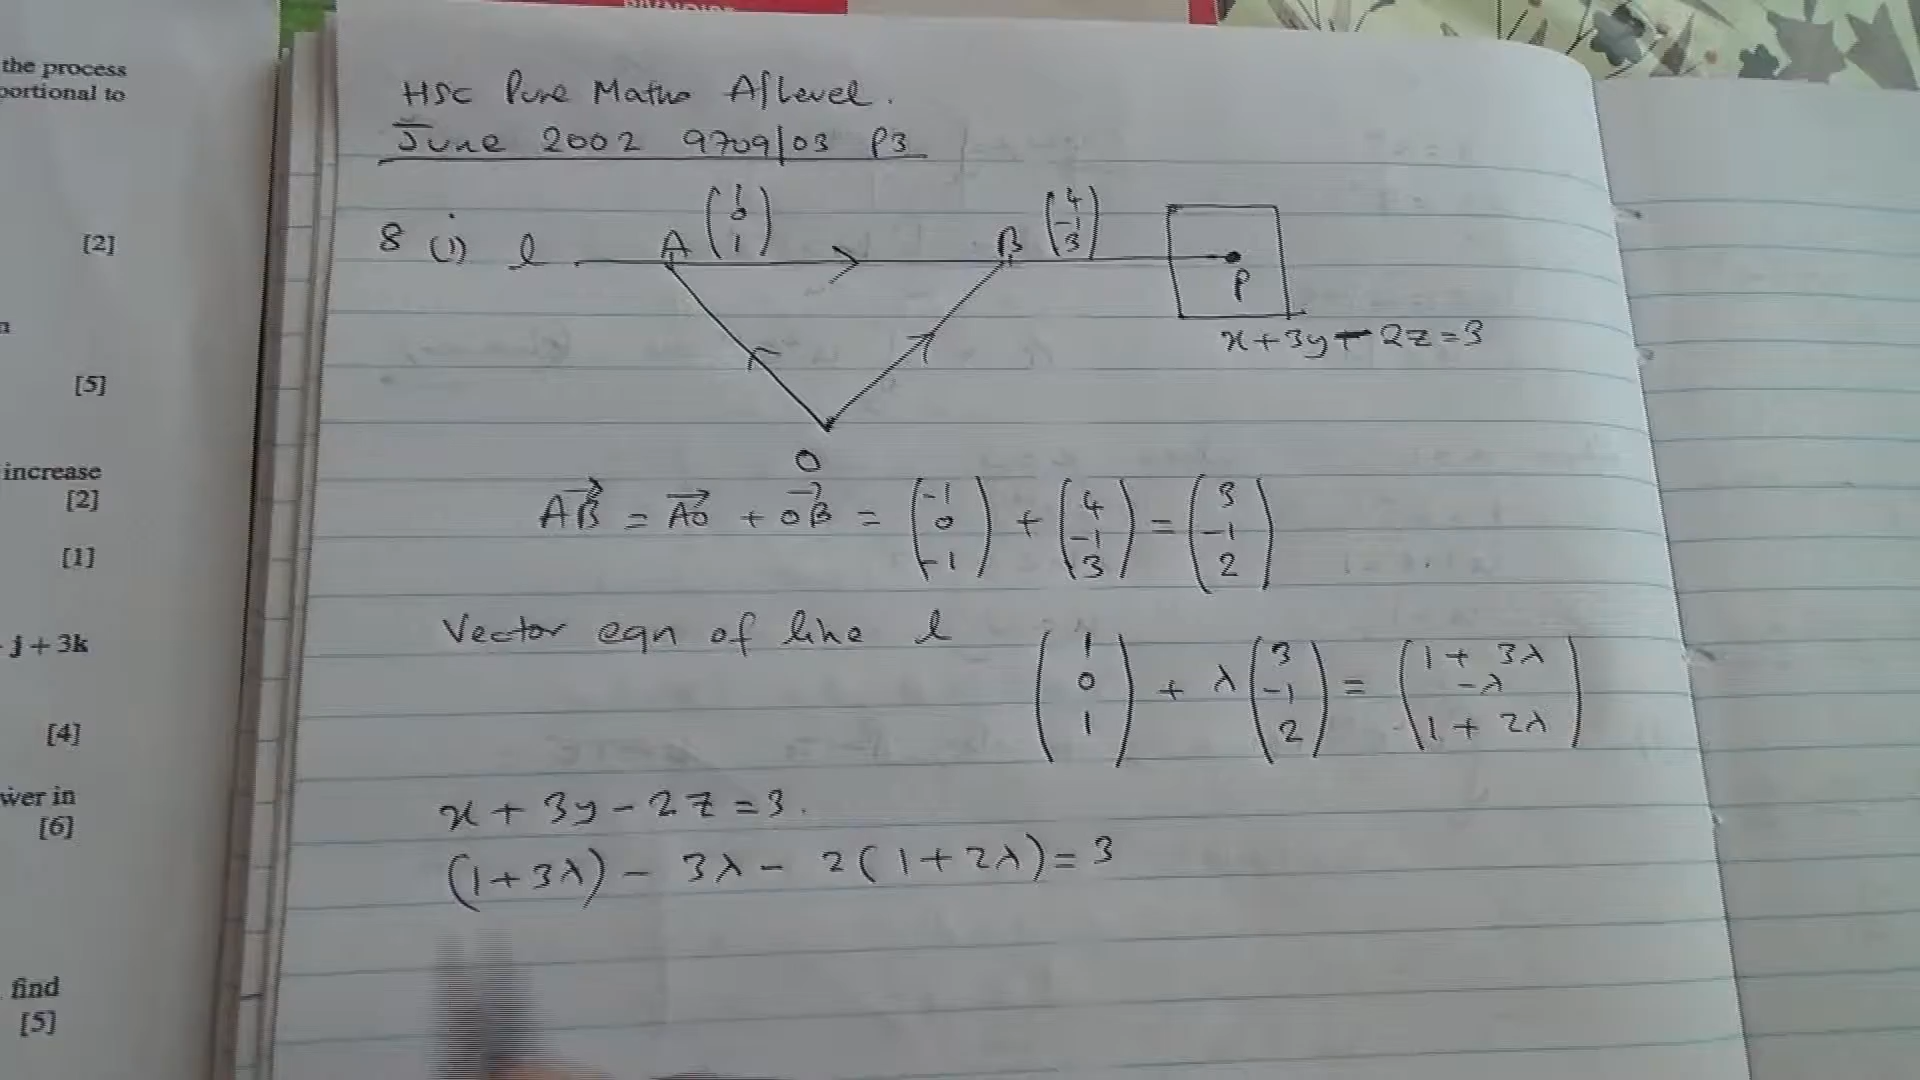 the process
portional to
[2]
[5]
increase
[2]
[1]
j + 3k
[4]
wer in
[6]
find
[5]
HSC Pure Maths A/Level.
June 2002 9709/03 P3
8 (i) l A (1 0 1) B (4 -1 3)
P
x + 3y - 2z = 3
O
AB = AO + OB = (-1 0 -1) + (4 -1 3) = (3 -1 2)
Vector eqn of line l (1 0 1) + λ (3 -1 2) = (1 + 3λ -λ 1 + 2λ)
x + 3y - 2z = 3.
(1 + 3λ) - 3λ - 2(1 + 2λ) = 3